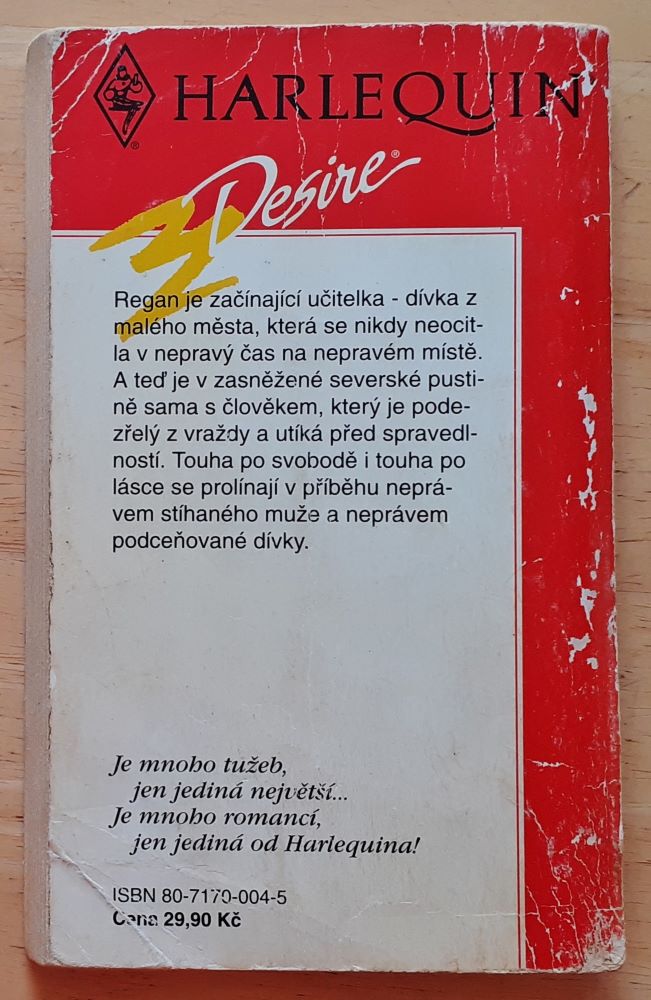 HARLEQUIN
Desire®
Regan je začínající učitelka - dívka z
malého města, která se nikdy neocit-
la v nepravý čas na nepravém místě.
A teď je v zasněžené severské pusti-
ně sama s člověkem, který je pode-
zřelý z vraždy a utíká před spravedl-
ností. Touha po svobodě i touha po
lásce se prolínají v příběhu neprá-
vem stíhaného muže a neprávem
podceňované dívky.
Je mnoho tužeb,
jen jediná největší...
Je mnoho romancí,
jen jediná od Harlequina!
ISBN 80-7170-004-5
Cena 29,90 Kč